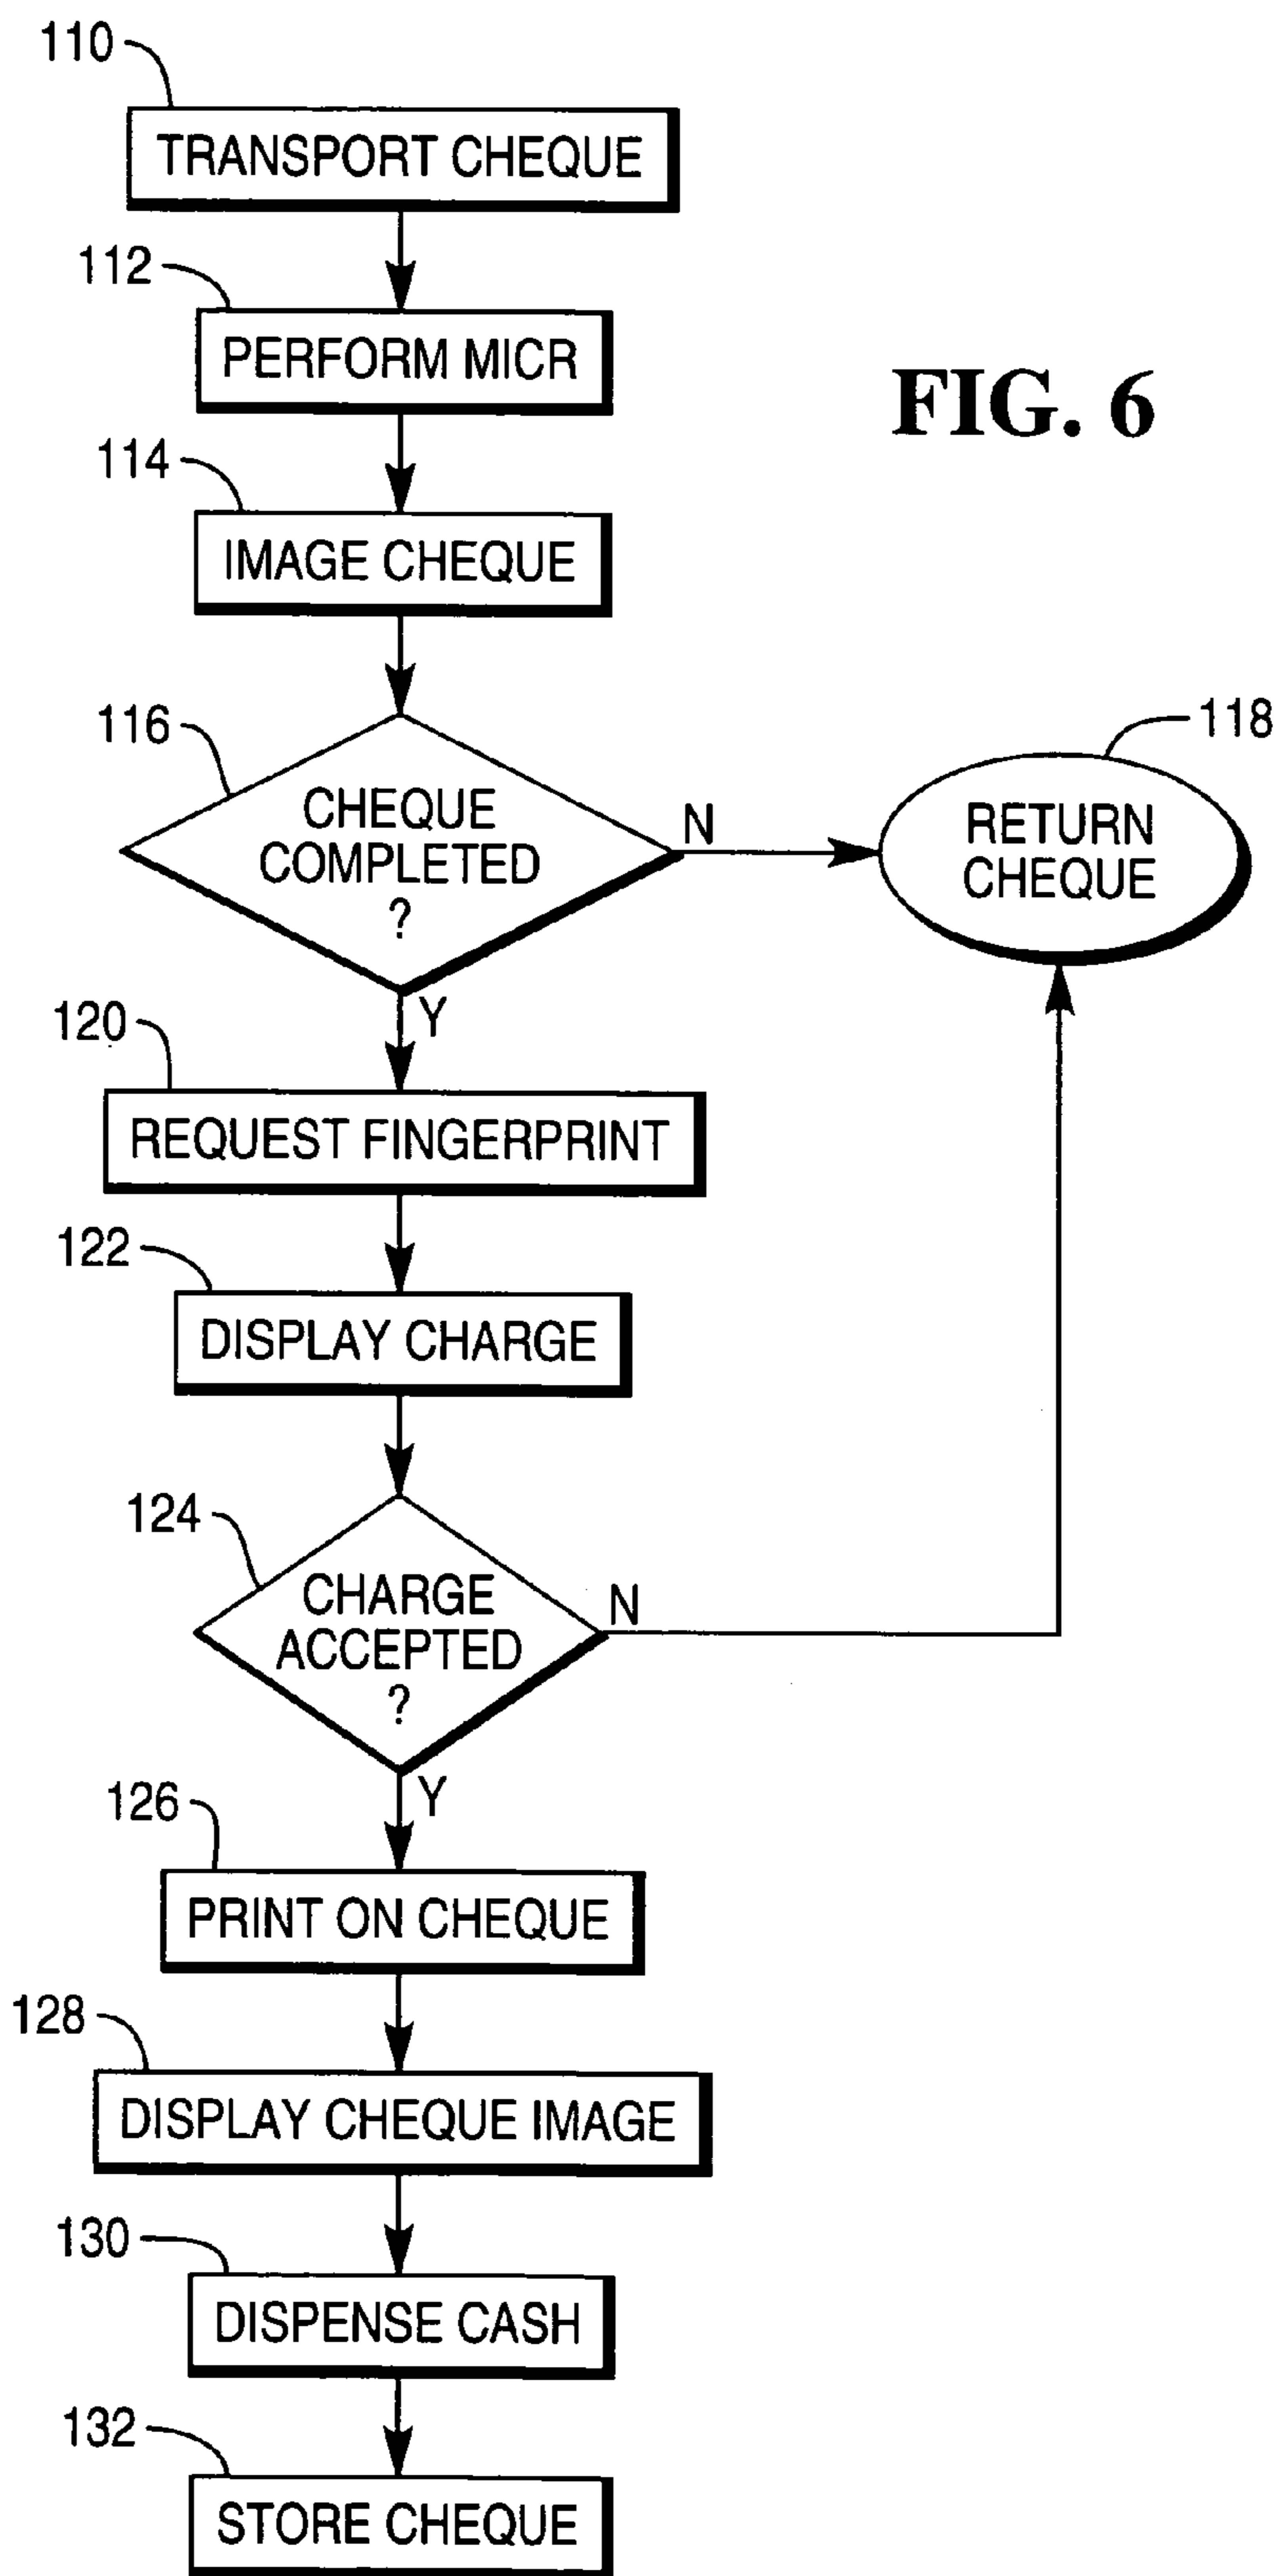 110
TRANSPORT CHEQUE
112
PERFORM MICR
FIG. 6
114
IMAGE CHEQUE
116
CHEQUE
COMPLETED
?
N
118
RETURN
CHEQUE
Y
120
REQUEST FINGERPRINT
122
DISPLAY CHARGE
124
CHARGE
ACCEPTED
?
N
Y
126
PRINT ON CHEQUE
128
DISPLAY CHEQUE IMAGE
130
DISPENSE CASH
132
STORE CHEQUE